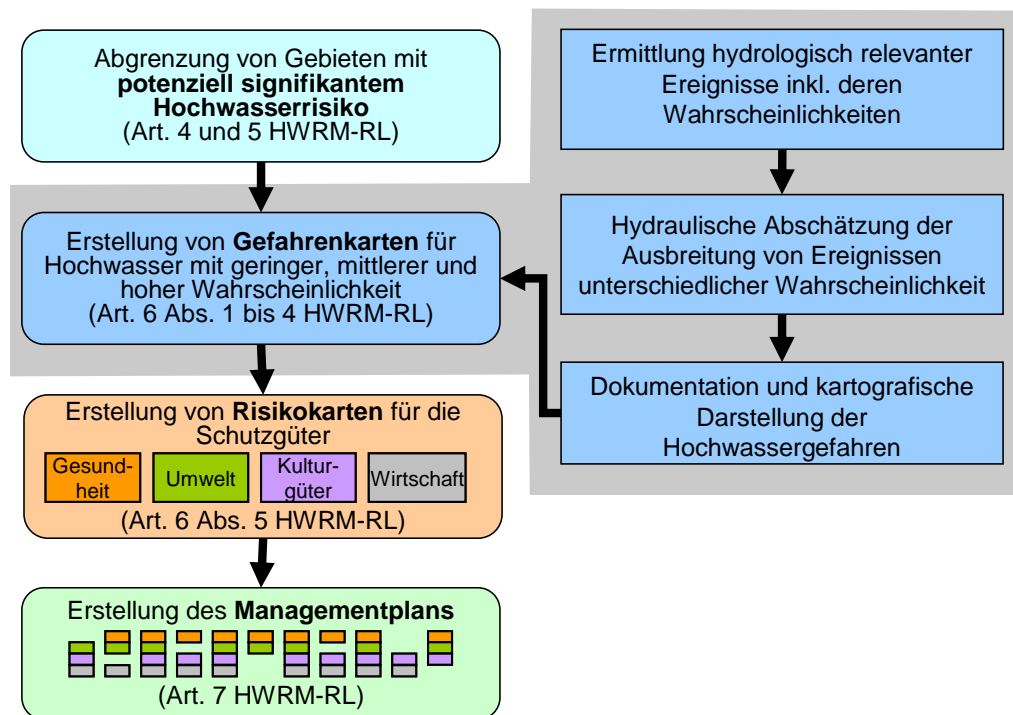 Abgrenzung von Gebieten mit
potenziell signifikantem
Hochwasserrisiko
(Art. 4 und 5 HWRM-RL)
Erstellung von Gefahrenkarten für
Hochwasser mit geringer, mittlerer und
hoher Wahrscheinlichkeit
(Art. 6 Abs. 1 bis 4 HWRM-RL)
Erstellung von Risikokarten für die
Schutzgüter
Gesund-
heit
Umwelt
Kultur-
güter
Wirtschaft
(Art. 6 Abs. 5 HWRM-RL)
Erstellung des Managementplans
(Art. 7 HWRM-RL)
Ermittlung hydrologisch relevanter
Ereignisse inkl. deren
Wahrscheinlichkeiten
Hydraulische Abschätzung der
Ausbreitung von Ereignissen
unterschiedlicher Wahrscheinlichkeit
Dokumentation und kartografische
Darstellung der
Hochwassergefahren